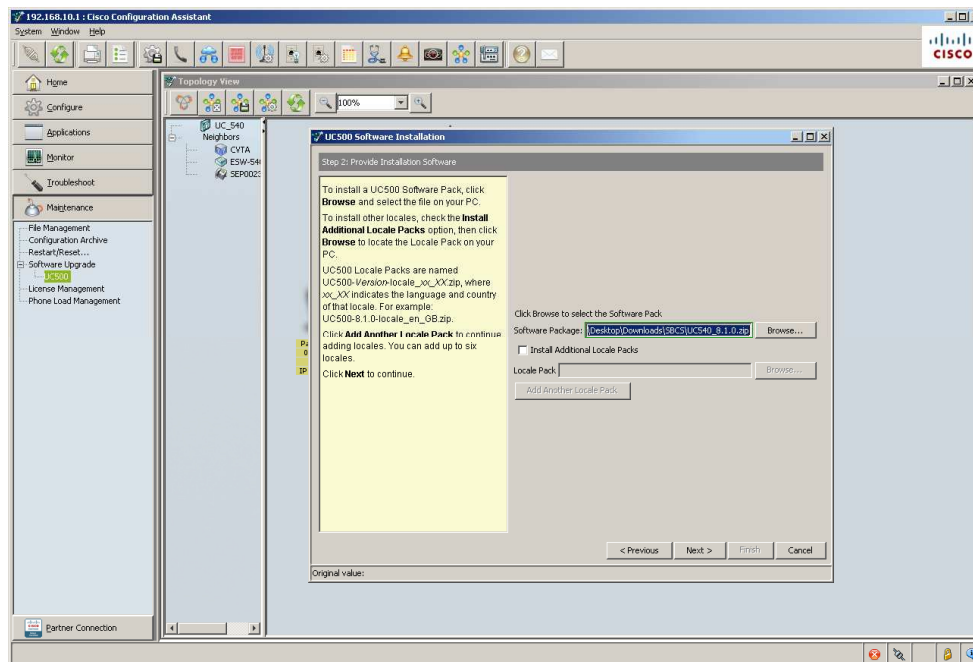 192.168.10.1 : Cisco Configuration Assistant
System Window Help
CISCO
Home
Configure
Applications
Monitor
Troubleshoot
Maintenance
File Management
Configuration Archive
Restart/Reset...
Software Upgrade
UC500
License Management
Phone Load Management
Partner Connection
Topology View
100%
UC_540
Neighbors
CVTA
ESW-54
SEP002
Pa
0
IP
UC500 Software Installation
Step 2: Provide Installation Software
To install a UC500 Software Pack, click
Browse and select the file on your PC.
To install other locales, check the Install
Additional Locale Packs option, then click
Browse to locate the Locale Pack on your
PC.
UC500 Locale Packs are named
UC500-Version-locale_xx_XX.zip, where
xx_XX indicates the language and country
of that locale. For example:
UC500-8.1.0-locale_en_GB.zip.
Click Add Another Locale Pack to continue
adding locales. You can add up to six
locales.
Click Next to continue.
Click Browse to select the Software Pack
Software Package: \Desktop\Downloads\SBCS\UC540_8.1.0.zip Browse...
Install Additional Locale Packs
Locale Pack Browse...
Add Another Locale Pack
< Previous Next > Finish Cancel
Original value: